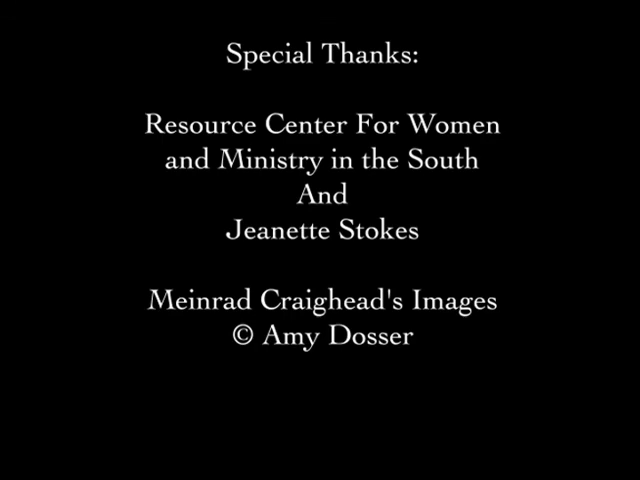 Special Thanks:
Resource Center For Women
and Ministry in the South
And
Jeanette Stokes
Meinrad Craighead's Images
© Amy Dosser